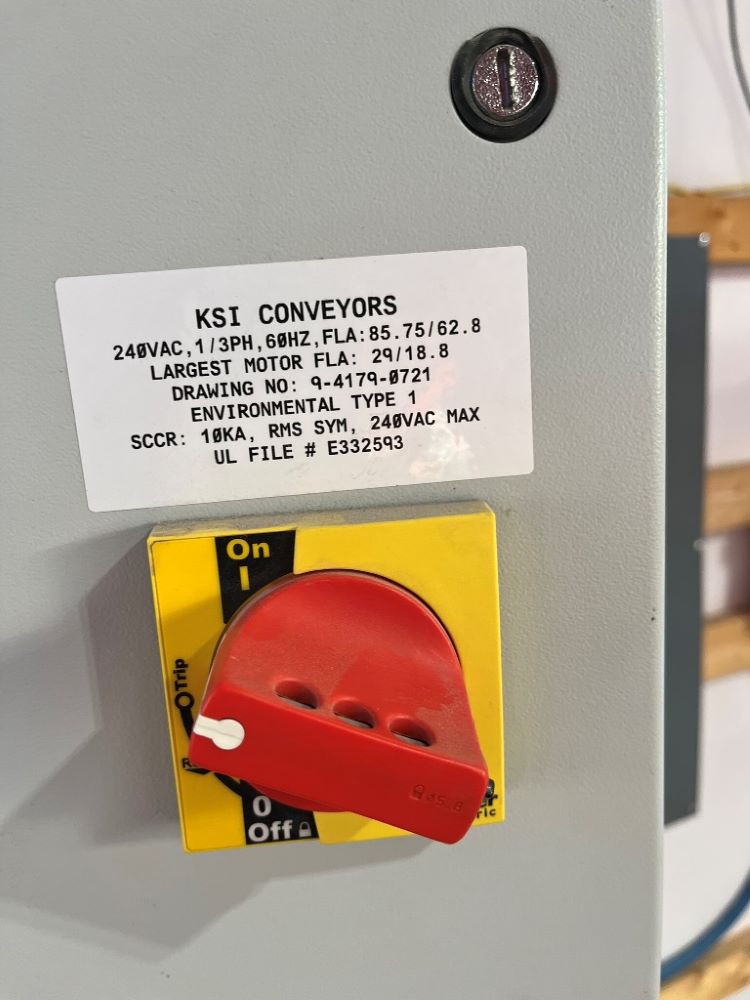 KSI CONVEYORS
240VAC,1/3PH,60HZ,FLA:85.75/62.8
LARGEST MOTOR FLA: 29/18.8
DRAWING NO: 9-4179-0721
ENVIRONMENTAL TYPE 1
SCCR: 10KA, RMS SYM, 240VAC MAX
UL FILE # E332593
On
I
Trip
0
Off